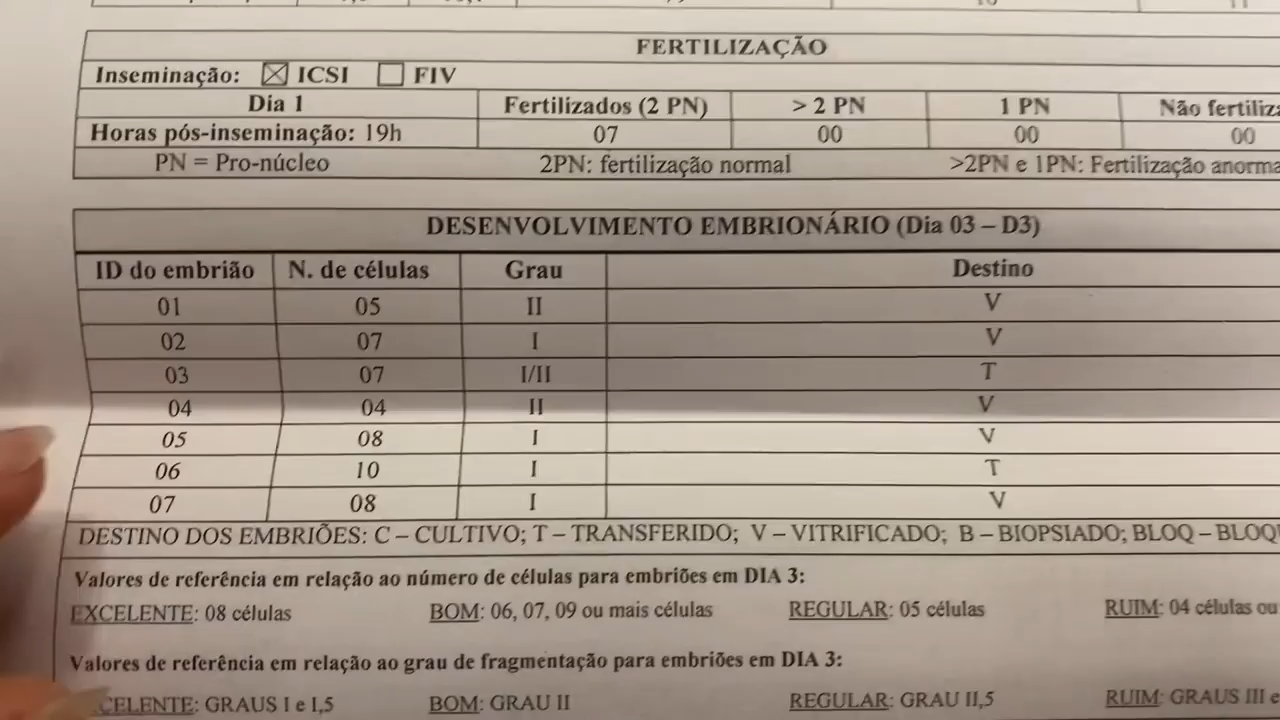 FERTILIZAÇÃO
Inseminação: ☒ ICSI ☐ FIV
Dia 1 Fertilizados (2 PN) > 2 PN 1 PN Não
Horas pós-inseminação: 19h 07 00 00 00
PN = Pro-núcleo 2PN: fertilização normal >2PN e 1PN: Fertilização
DESENVOLVIMENTO EMBRIONÁRIO (Dia 03 – D3)
ID do embrião N. de células Grau Destino
01 05 II V
02 07 I V
03 07 I/II T
04 04 II V
05 08 I V
06 10 I T
07 08 I V
DESTINO DOS EMBRIÕES: C – CULTIVO; T – TRANSFERIDO; V – VITRIFICADO; B – BIOPSIADO; BLOQ –
Valores de referência em relação ao número de células para embriões em DIA 3:
EXCELENTE: 08 células BOM: 06, 07, 09 ou mais células REGULAR: 05 células RUIM: 04 células ou
Valores de referência em relação ao grau de fragmentação para embriões em DIA 3:
GRAUS I e I,5 BOM: GRAU II REGULAR: GRAU II,5 RUIM: GRAUS III e